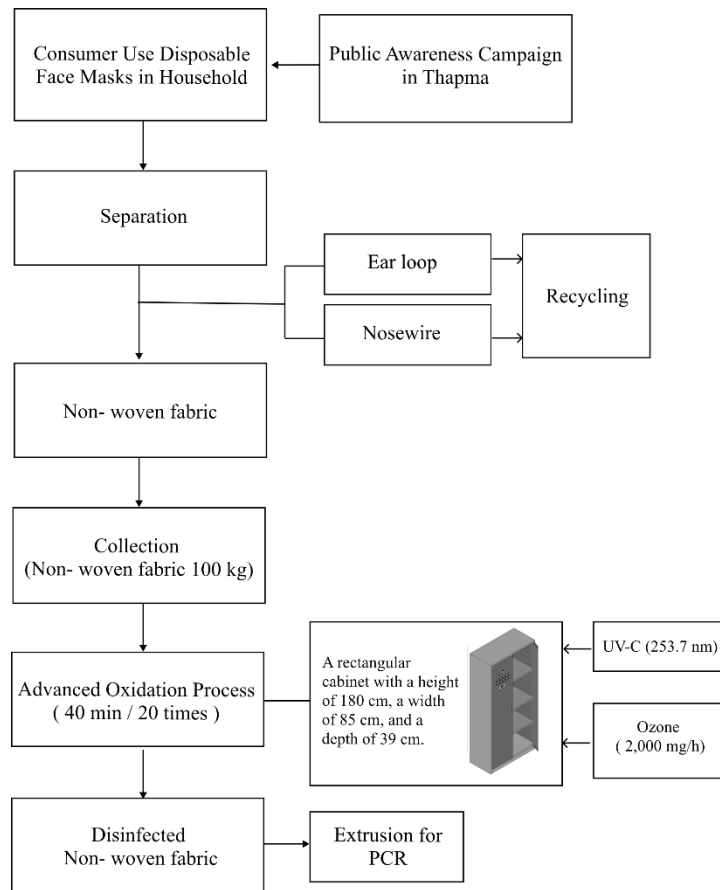 Consumer Use Disposable
Face Masks in Household
Public Awareness Campaign
in Thapma
Separation
Ear loop
Nosewire
Recycling
Non- woven fabric
Collection
(Non- woven fabric 100 kg)
Advanced Oxidation Process
( 40 min / 20 times )
A rectangular
cabinet with a height
of 180 cm, a width
of 85 cm, and a
depth of 39 cm.
UV-C (253.7 nm)
Ozone
( 2,000 mg/h)
Disinfected
Non- woven fabric
Extrusion for
PCR